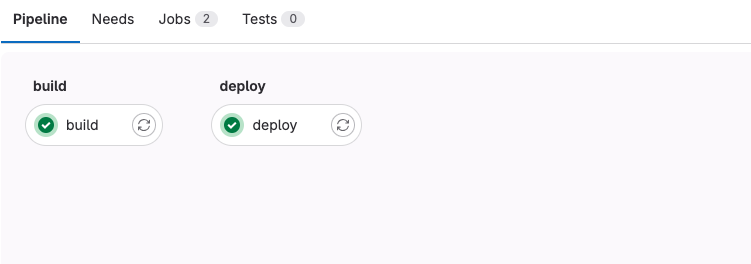 Pipeline Needs Jobs 2 Tests 0
build deploy
build deploy